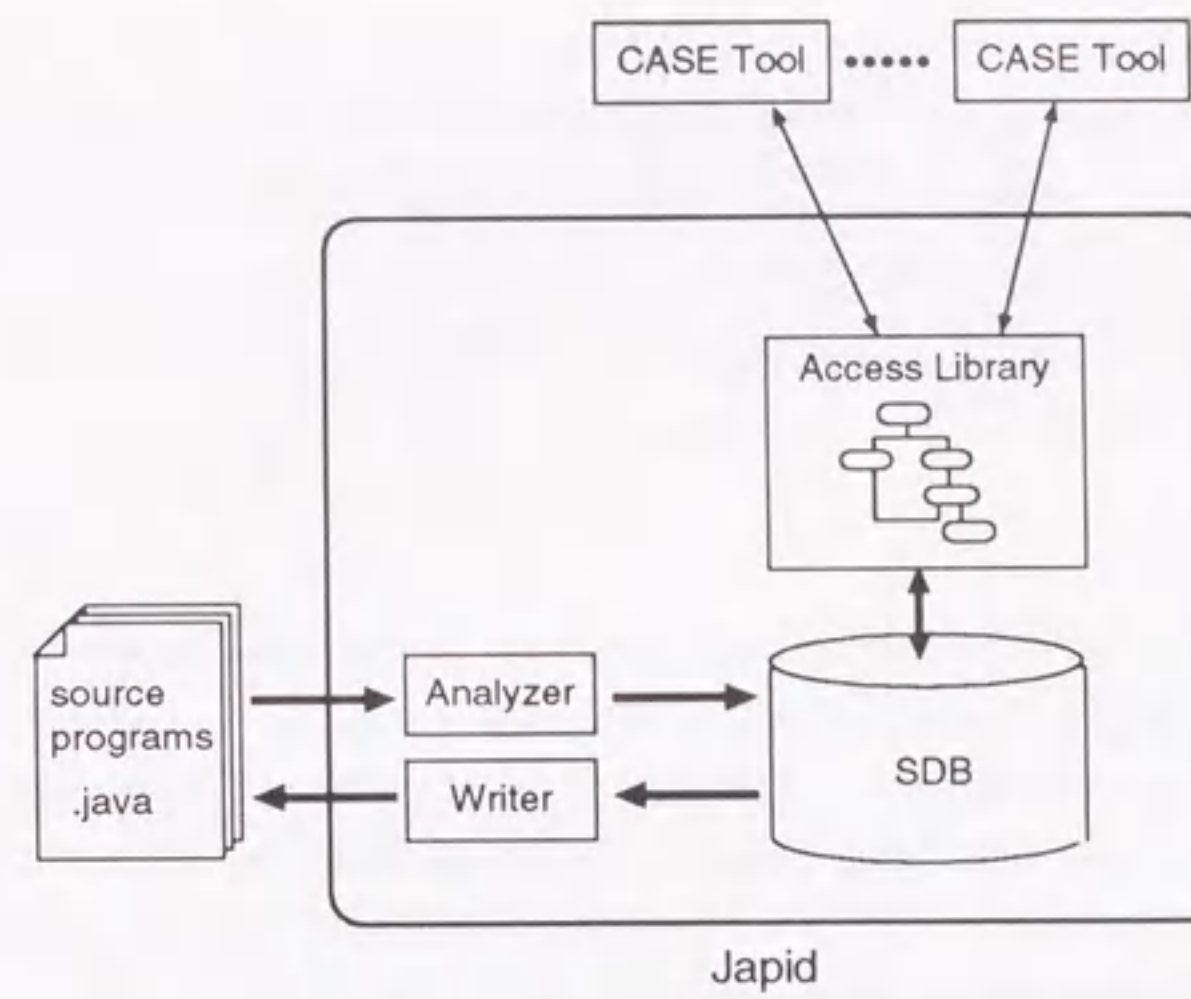 CASE Tool ..... CASE Tool
Access Library
source
programs
.java
Analyzer
Writer
SDB
Japid